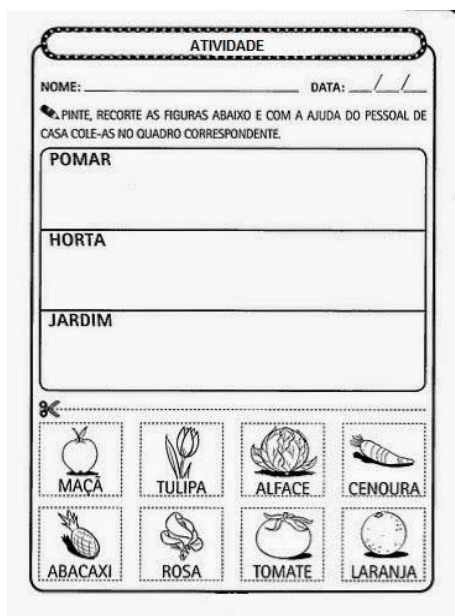 ATIVIDADE
NOME: DATA: / /
PINTE, RECORTE AS FIGURAS ABAIXO E COM A AJUDA DO PESSOAL DE
CASA COLE-AS NO QUADRO CORRESPONDENTE.
POMAR
HORTA
JARDIM
MAÇÃ TULIPA ALFACE CENOURA
ABACAXI ROSA TOMATE LARANJA